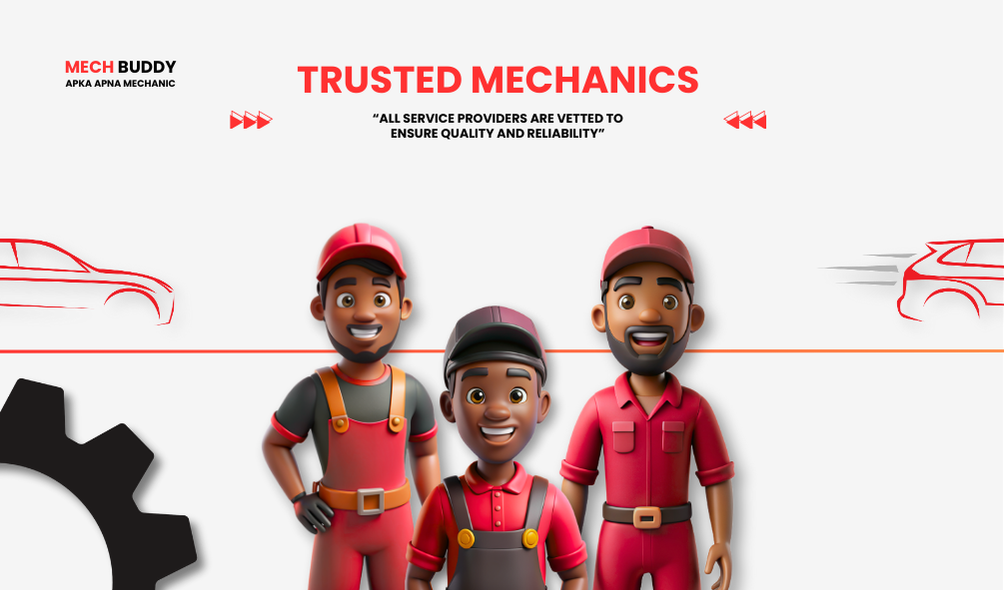 MECH BUDDY
APKA APNA MECHANIC
TRUSTED MECHANICS
“ALL SERVICE PROVIDERS ARE VETTED TO
ENSURE QUALITY AND RELIABILITY”